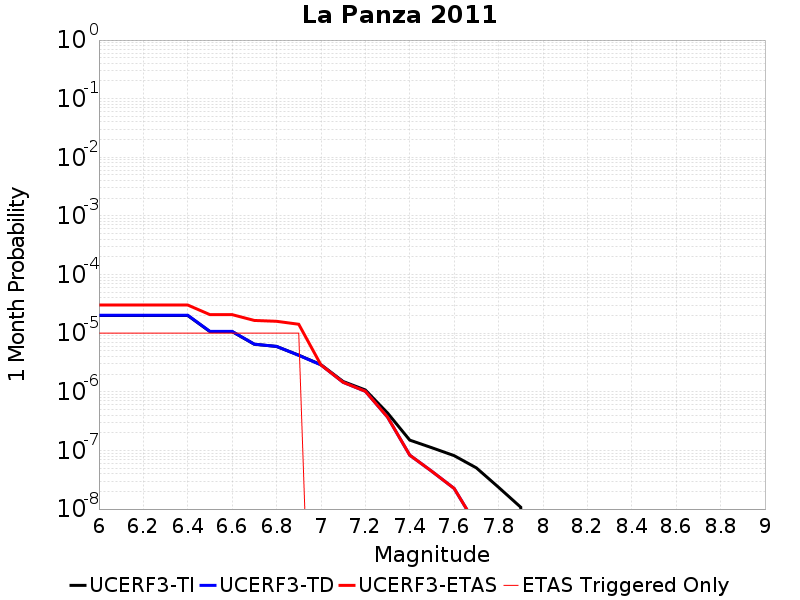 La Panza 2011
1 Month Probability
10^0
10^-1
10^-2
10^-3
10^-4
10^-5
10^-6
10^-7
10^-8
6 6.2 6.4 6.6 6.8 7 7.2 7.4 7.6 7.8 8 8.2 8.4 8.6 8.8 9
Magnitude
UCERF3-TI UCERF3-TD UCERF3-ETAS ETAS Triggered Only